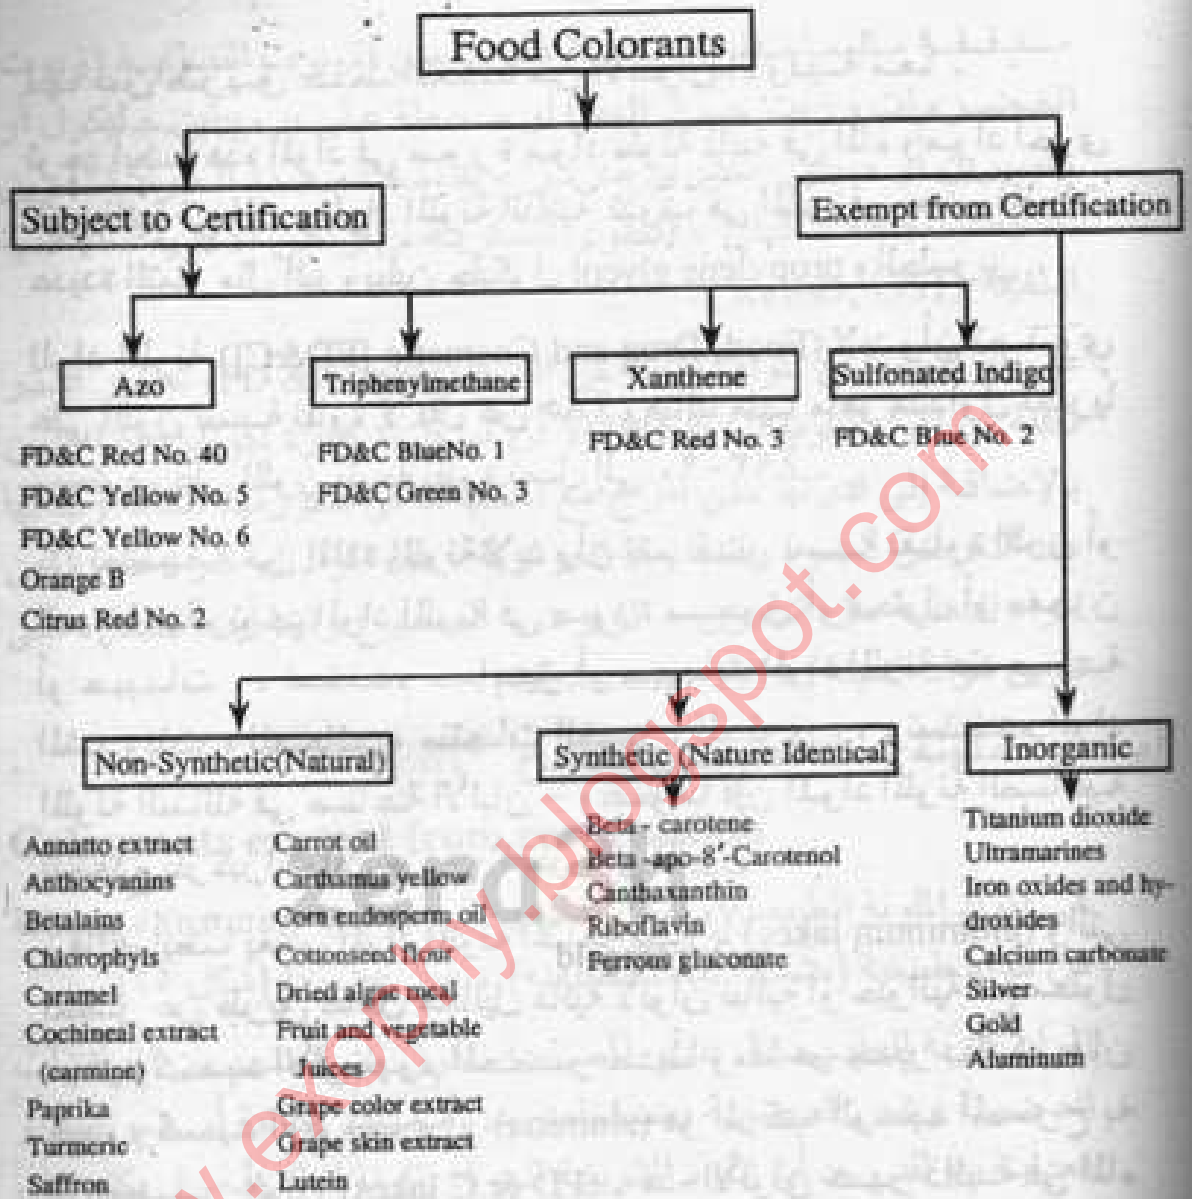 Food Colorants
Subject to Certification
Exempt from Certification
Azo
Triphenylmethane
Xanthene
Sulfonated Indigo
FD&C Red No. 40
FD&C Yellow No. 5
FD&C Yellow No. 6
Orange B
Citrus Red No. 2
FD&C BlueNo. 1
FD&C Green No. 3
FD&C Red No. 3
FD&C Blue No. 2
Non-Synthetic(Natural)
Synthetic (Nature Identical)
Inorganic
Annatto extract
Anthocyanins
Betalains
Chlorophyls
Caramel
Cochineal extract
(carmine)
Paprika
Turmeric
Saffron
Carrot oil
Carthamus yellow
Corn endosperm oil
Cottonseed flour
Dried algae meal
Fruit and vegetable
Juices
Grape color extract
Grape skin extract
Lutein
Beta - carotene
Beta -apo-8'-Carotenol
Canthaxanthin
Riboflavin
Ferrous gluconate
Titanium dioxide
Ultramarines
Iron oxides and hy-
droxides
Calcium carbonate
Silver
Gold
Aluminum
w.exophy.blogspot.com